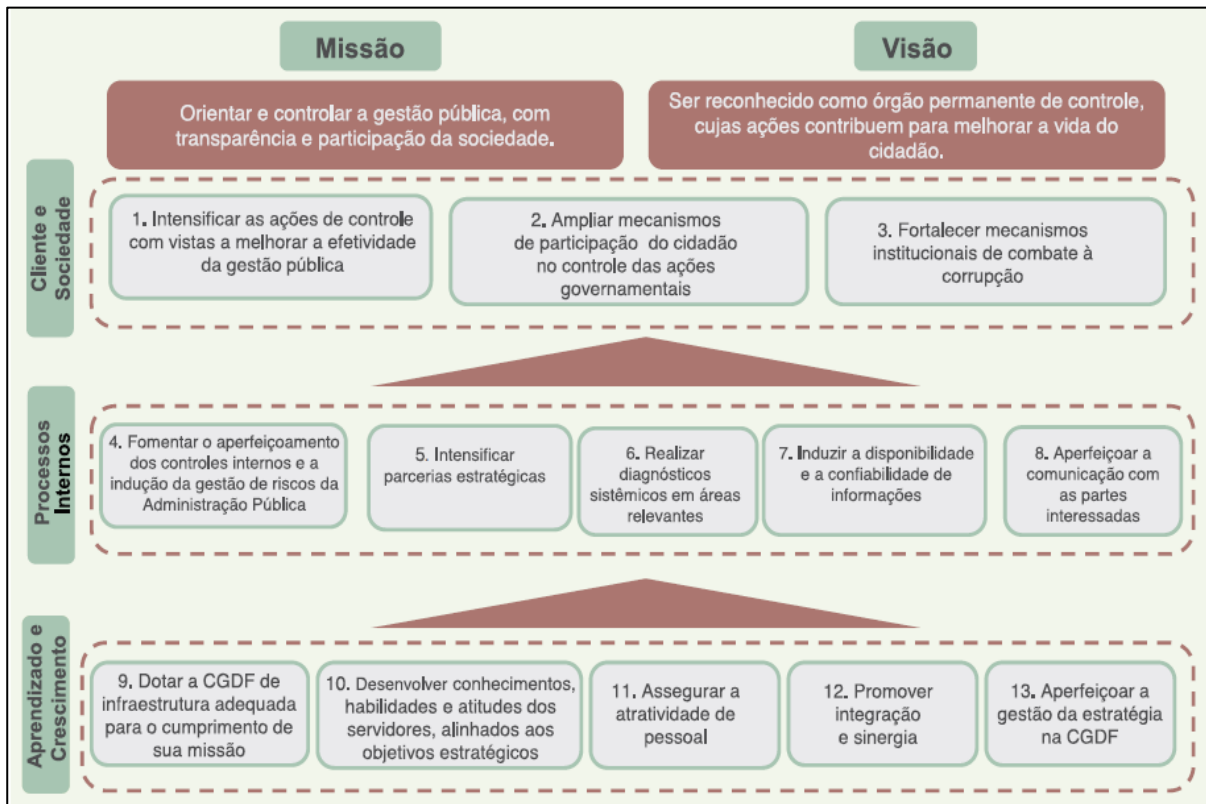 Missão
Visão
Orientar e controlar a gestão pública, com
transparência e participação da sociedade.
Ser reconhecido como órgão permanente de controle,
cujas ações contribuem para melhorar a vida do
cidadão.
Cliente e
Sociedade
1. Intensificar as ações de controle
com vistas a melhorar a efetividade
da gestão pública
2. Ampliar mecanismos
de participação do cidadão
no controle das ações
governamentais
3. Fortalecer mecanismos
institucionais de combate à
corrupção
Processos
Internos
4. Fomentar o aperfeiçoamento
dos controles internos e a
indução da gestão de riscos da
Administração Pública
5. Intensificar
parcerias estratégicas
6. Realizar
diagnósticos
sistêmicos em áreas
relevantes
7. Induzir a disponibilidade
e a confiabilidade de
informações
8. Aperfeiçoar a
comunicação com
as partes
interessadas
Aprendizado e
Crescimento
9. Dotar a CGDF de
infraestrutura adequada
para o cumprimento de
sua missão
10. Desenvolver conhecimentos,
habilidades e atitudes dos
servidores, alinhados aos
objetivos estratégicos
11. Assegurar a
atratividade de
pessoal
12. Promover
integração
e sinergia
13. Aperfeiçoar a
gestão da estratégia
na CGDF